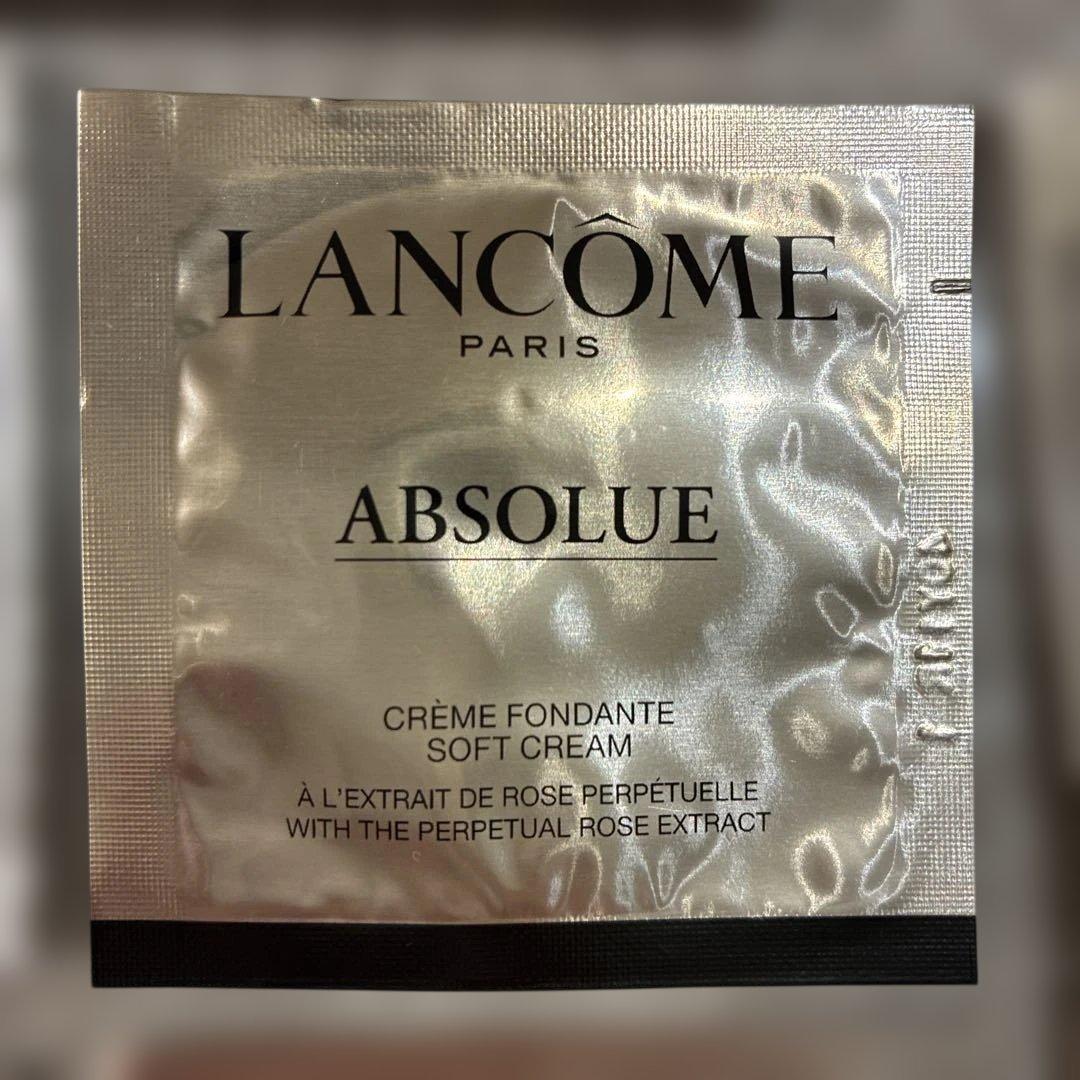 LANCÔME
PARIS
ABSOLUE
CRÈME FONDANTE
SOFT CREAM
À L'EXTRAIT DE ROSE PERPÉTUELLE
WITH THE PERPETUAL ROSE EXTRACT